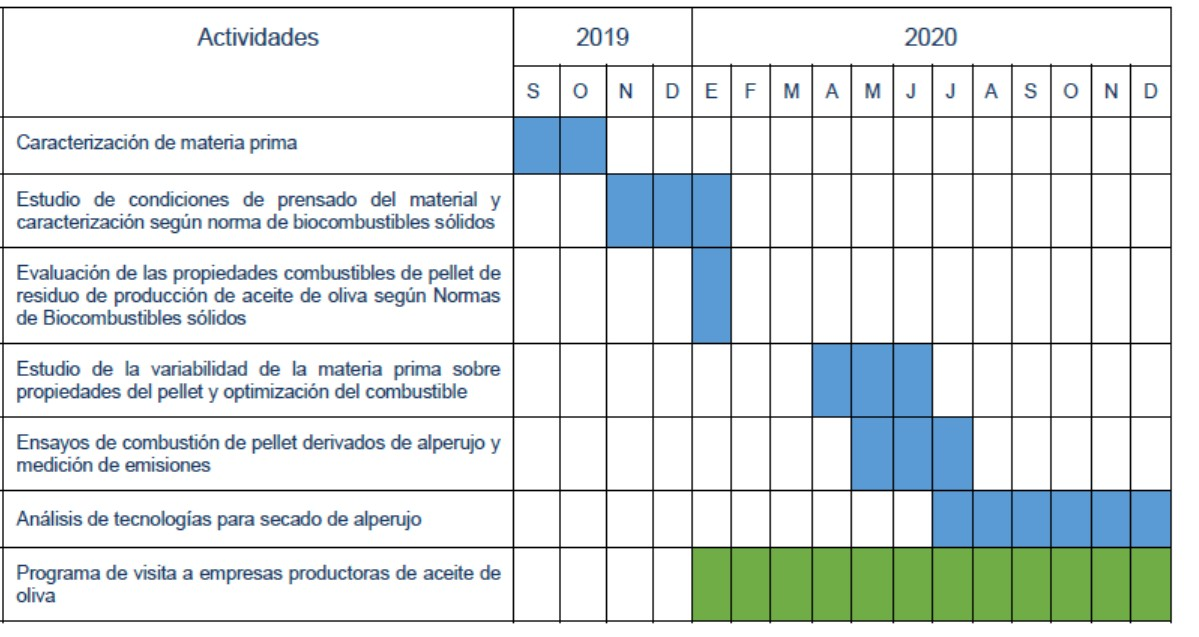 Actividades 2019 2020
S O N D E F M A M J J A S O N D
Caracterización de materia prima
Estudio de condiciones de prensado del material y
caracterización según norma de biocombustibles sólidos
Evaluación de las propiedades combustibles de pellet de
residuo de producción de aceite de oliva según Normas
de Biocombustibles sólidos
Estudio de la variabilidad de la materia prima sobre
propiedades del pellet y optimización del combustible
Ensayos de combustión de pellet derivados de alperujo y
medición de emisiones
Análisis de tecnologías para secado de alperujo
Programa de visita a empresas productoras de aceite de
oliva